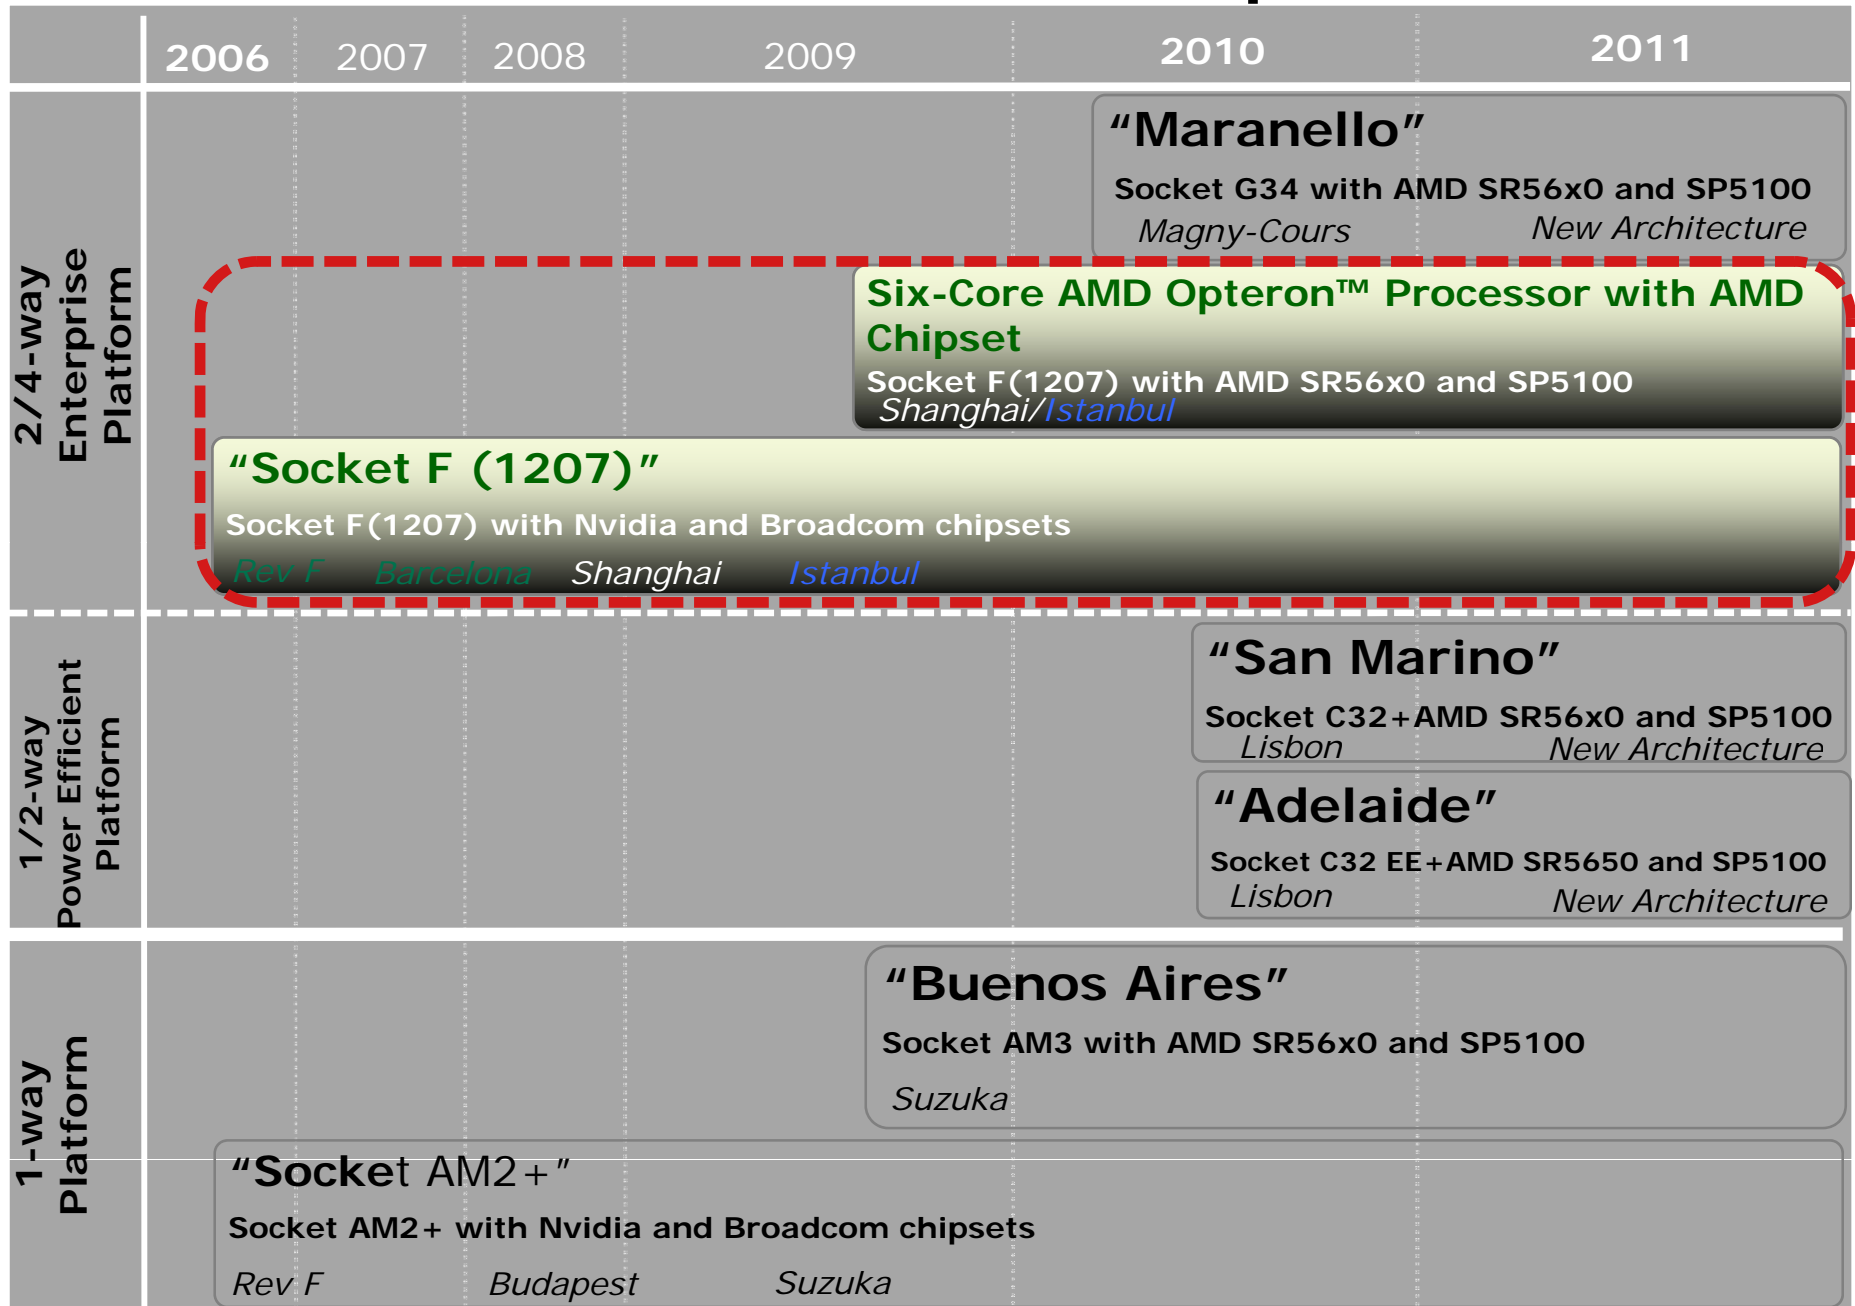 2006 2007 2008 2009 2010 2011
2/4-way
Enterprise
Platform
“Maranello”
Socket G34 with AMD SR56x0 and SP5100
Magny-Cours New Architecture
Six-Core AMD Opteron™ Processor with AMD
Chipset
Socket F(1207) with AMD SR56x0 and SP5100
Shanghai/Istanbul
“Socket F (1207)”
Socket F(1207) with Nvidia and Broadcom chipsets
Rev F Barcelona Shanghai Istanbul
1/2-way
Power Efficient
Platform
“San Marino”
Socket C32+AMD SR56x0 and SP5100
Lisbon New Architecture
“Adelaide”
Socket C32 EE+AMD SR5650 and SP5100
Lisbon New Architecture
1-way
Platform
“Buenos Aires”
Socket AM3 with AMD SR56x0 and SP5100
Suzuka
“Socket AM2+”
Socket AM2+ with Nvidia and Broadcom chipsets
Rev F Budapest Suzuka